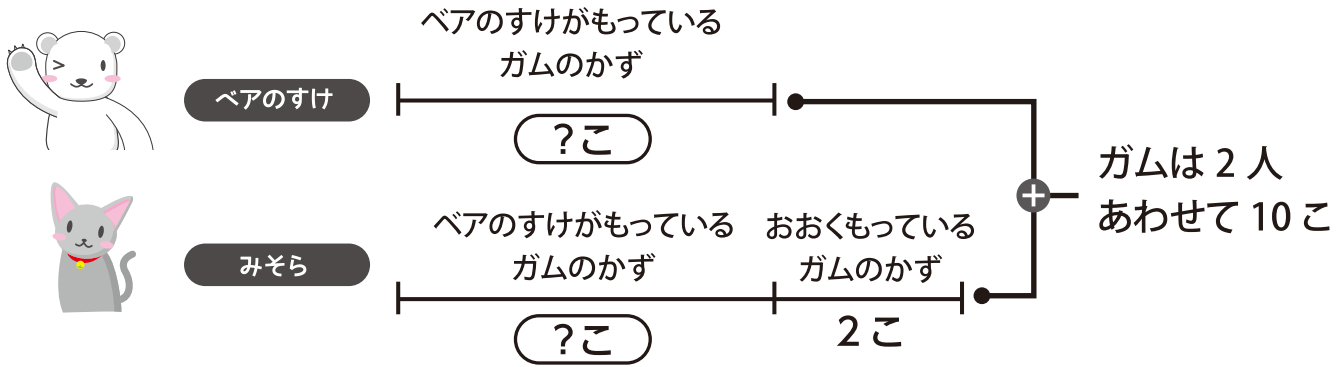 ベアのすけがもっている
ガムのかず
ベアのすけ
?こ
ガムは 2 人
あわせて 10 こ
ベアのすけがもっている
ガムのかず
おおくもっている
ガムのかず
みそら
?こ
2 こ